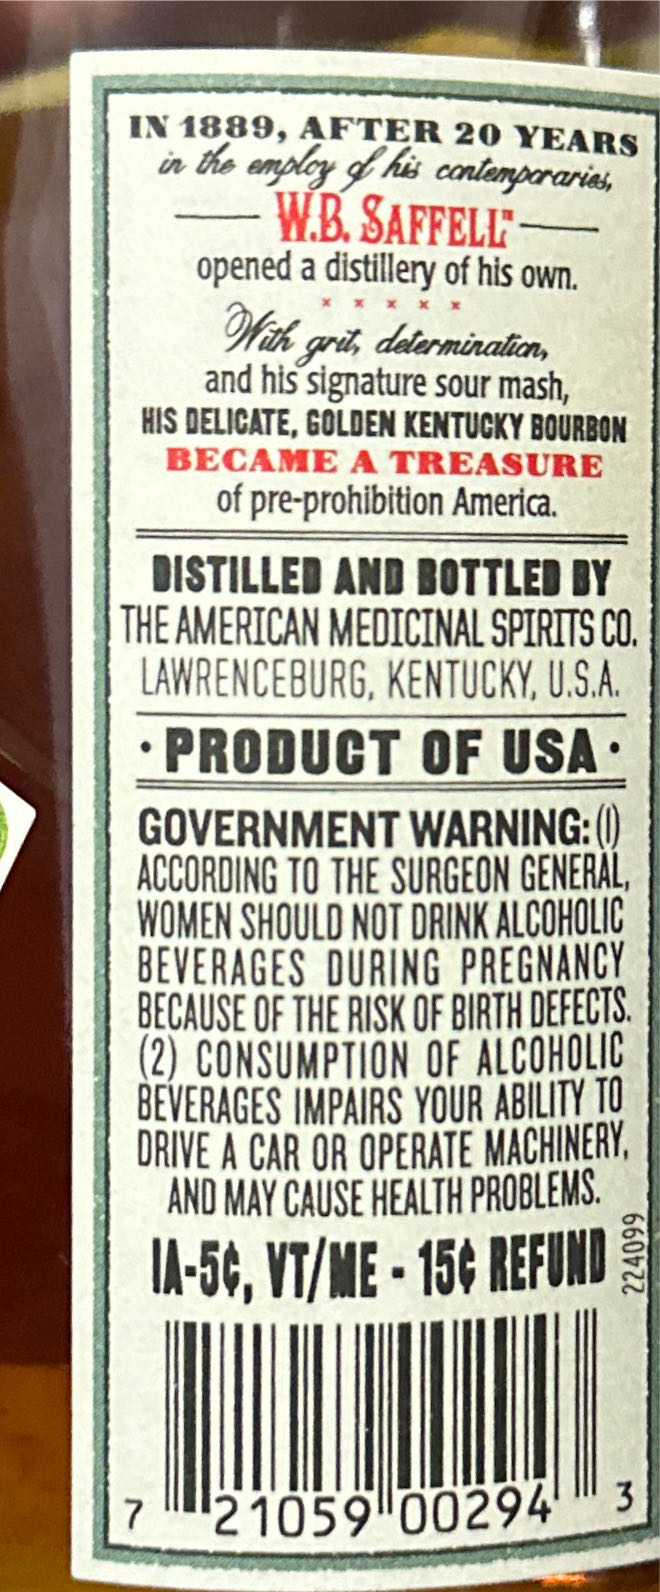 IN 1889, AFTER 20 YEARS
in the employ of his contemporaries,
W.B. SAFFELL™
opened a distillery of his own.
x x x x x
With grit, determination,
and his signature sour mash,
HIS DELICATE, GOLDEN KENTUCKY BOURBON
BECAME A TREASURE
of pre-prohibition America.
DISTILLED AND BOTTLED BY
THE AMERICAN MEDICINAL SPIRITS CO.
LAWRENCEBURG, KENTUCKY, U.S.A.
· PRODUCT OF USA ·
GOVERNMENT WARNING: (1)
ACCORDING TO THE SURGEON GENERAL,
WOMEN SHOULD NOT DRINK ALCOHOLIC
BEVERAGES DURING PREGNANCY
BECAUSE OF THE RISK OF BIRTH DEFECTS.
(2) CONSUMPTION OF ALCOHOLIC
BEVERAGES IMPAIRS YOUR ABILITY TO
DRIVE A CAR OR OPERATE MACHINERY,
AND MAY CAUSE HEALTH PROBLEMS.
IA-5¢, VT/ME - 15¢ REFUND
224099
7 21059 00294 3